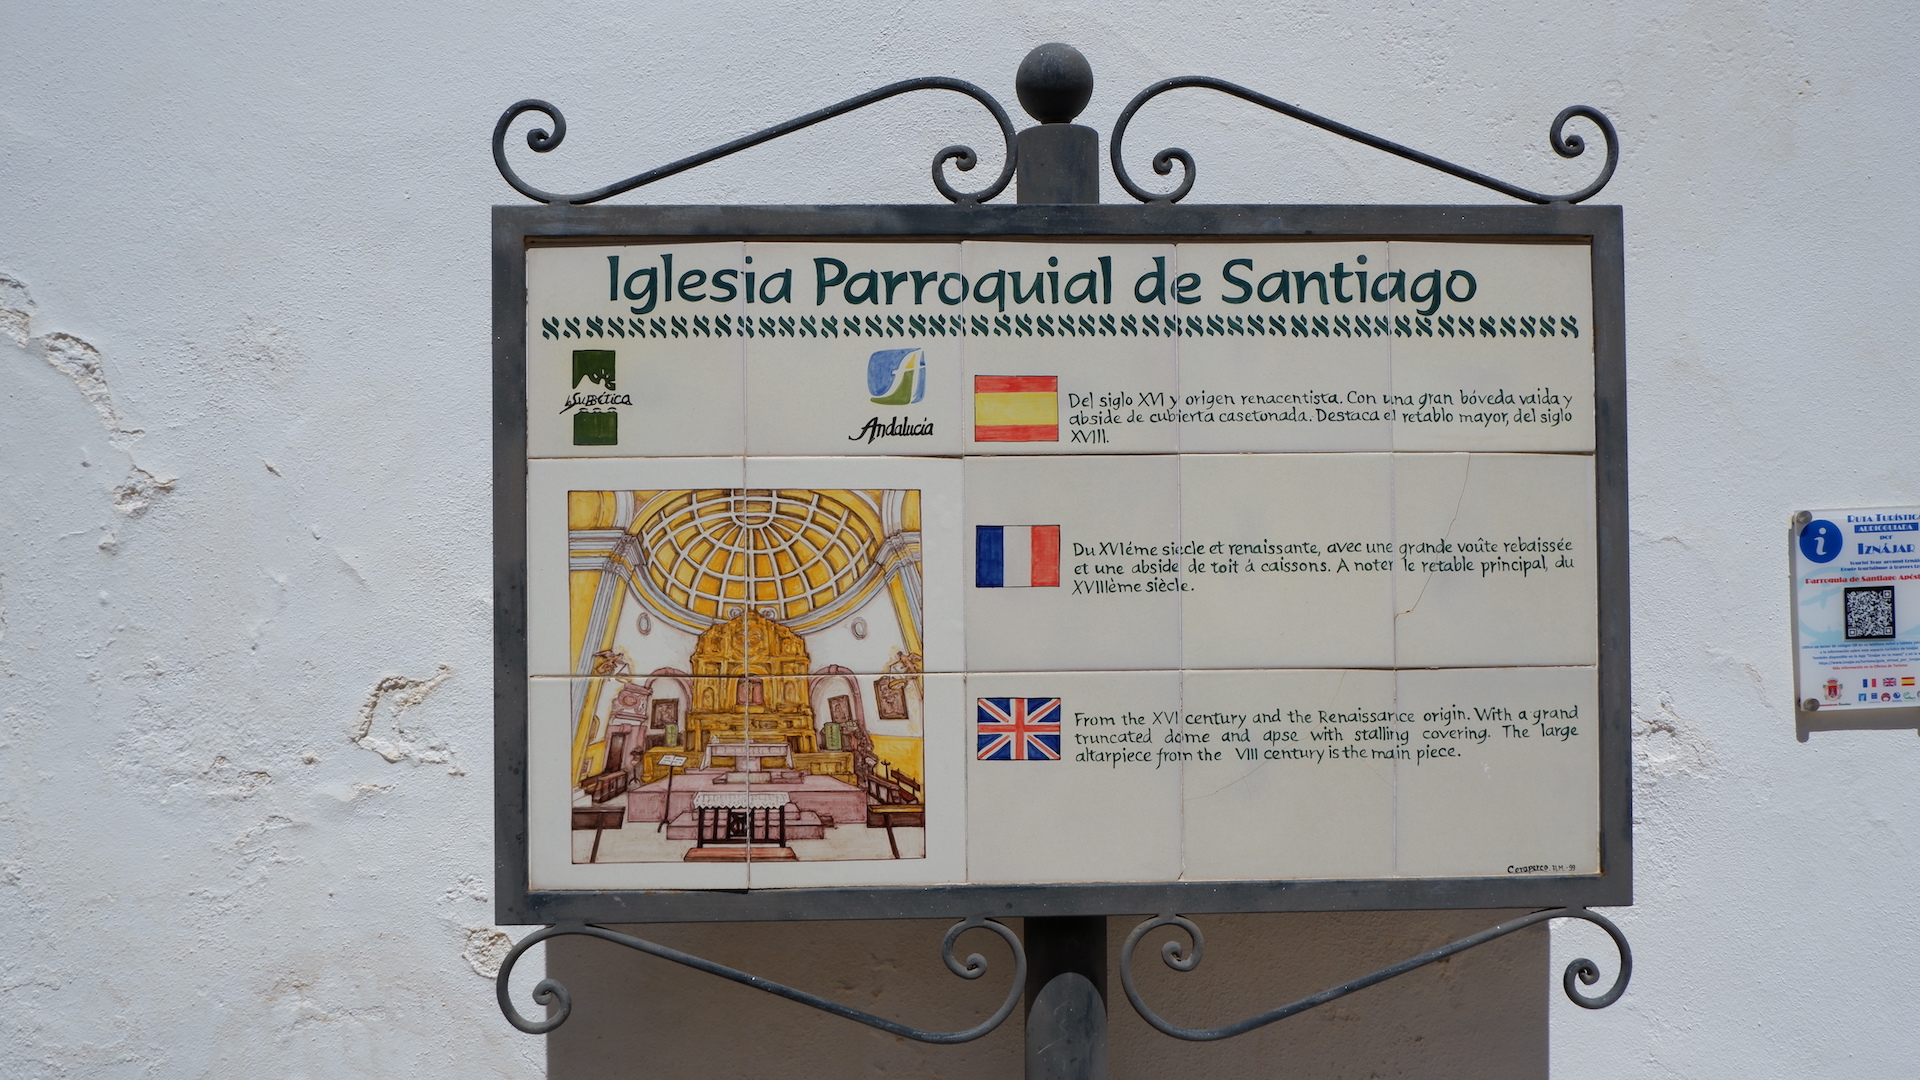 Iglesia Parroquial de Santiago
la Subbética
Andalucía
Del siglo XVI y origen renacentista. Con una gran bóveda vaida y
abside de cubierta casetonada. Destaca el retablo mayor, del siglo
XVIII.
Du XVIéme siecle et renaissante, avec une grande voûte rebaissée
et une abside de toit á caissons. A noter le retable principal, du
XVIIIème siècle.
From the XVI century and the Renaissance origin. With a grand
truncated dome and apse with stalling covering. The large
altarpiece from the VIII century is the main piece.
Ceraparco
RUTA TURÍSTICA
AUDIOGUIADA
por
IZNÁJAR
Parroquia de Santiago